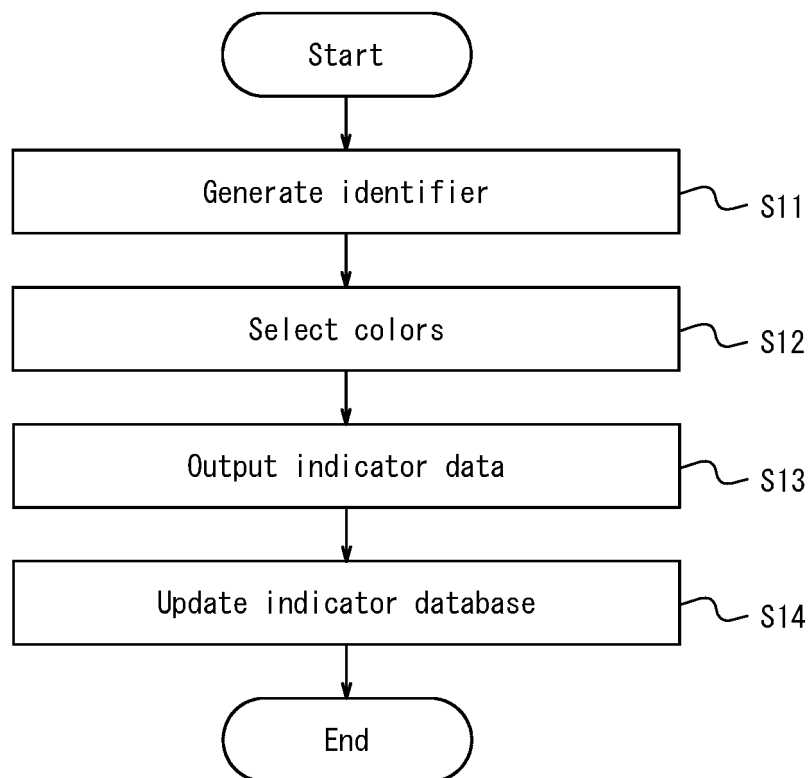 Start
Generate identifier
S11
Select colors
S12
Output indicator data
S13
Update indicator database
S14
End